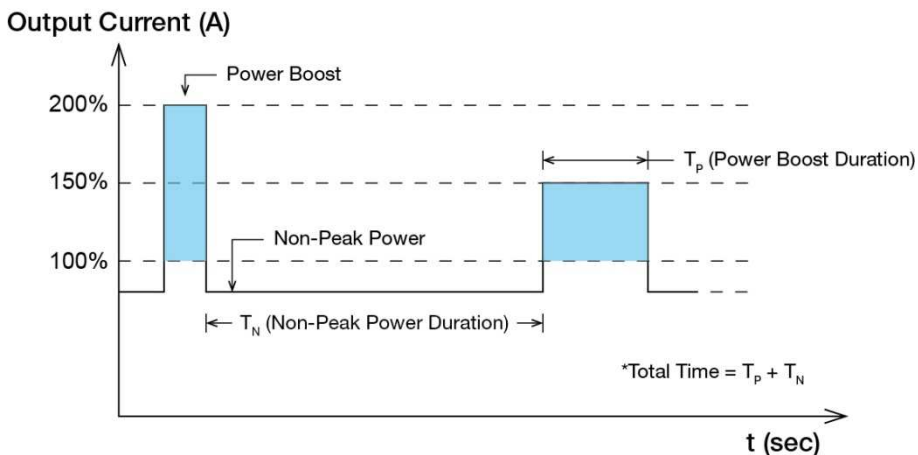 Output Current (A)
Power Boost
200%
T_P (Power Boost Duration)
150%
Non-Peak Power
100%
T_N (Non-Peak Power Duration)
*Total Time = T_P + T_N
t (sec)